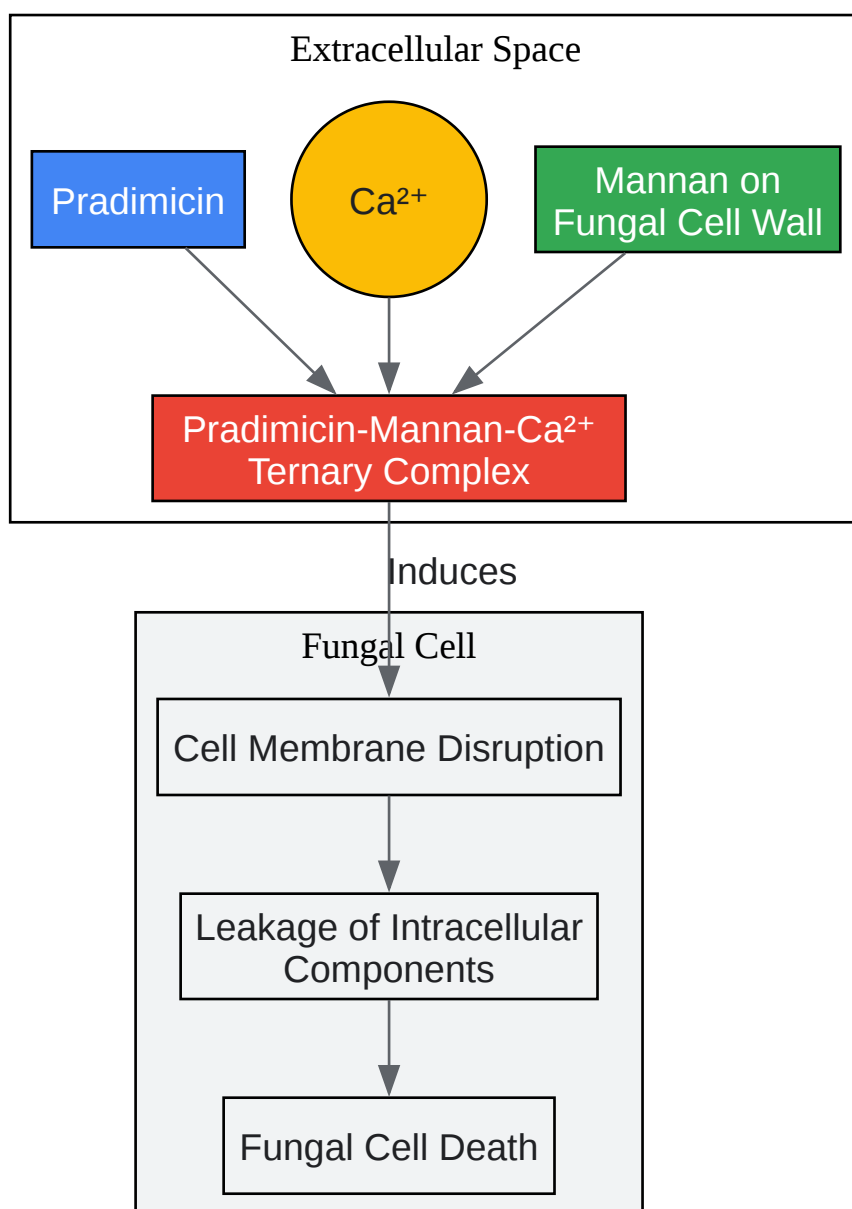 Extracellular Space
Pradimicin
Ca²⁺
Mannan on
Fungal Cell Wall
Pradimicin-Mannan-Ca²⁺
Ternary Complex
Induces
Fungal Cell
Cell Membrane Disruption
Leakage of Intracellular
Components
Fungal Cell Death